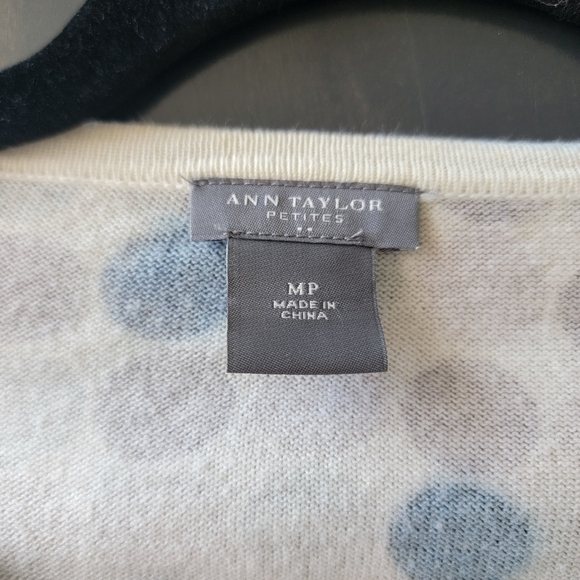 ANN TAYLOR
PETITES
MP
MADE IN
CHINA